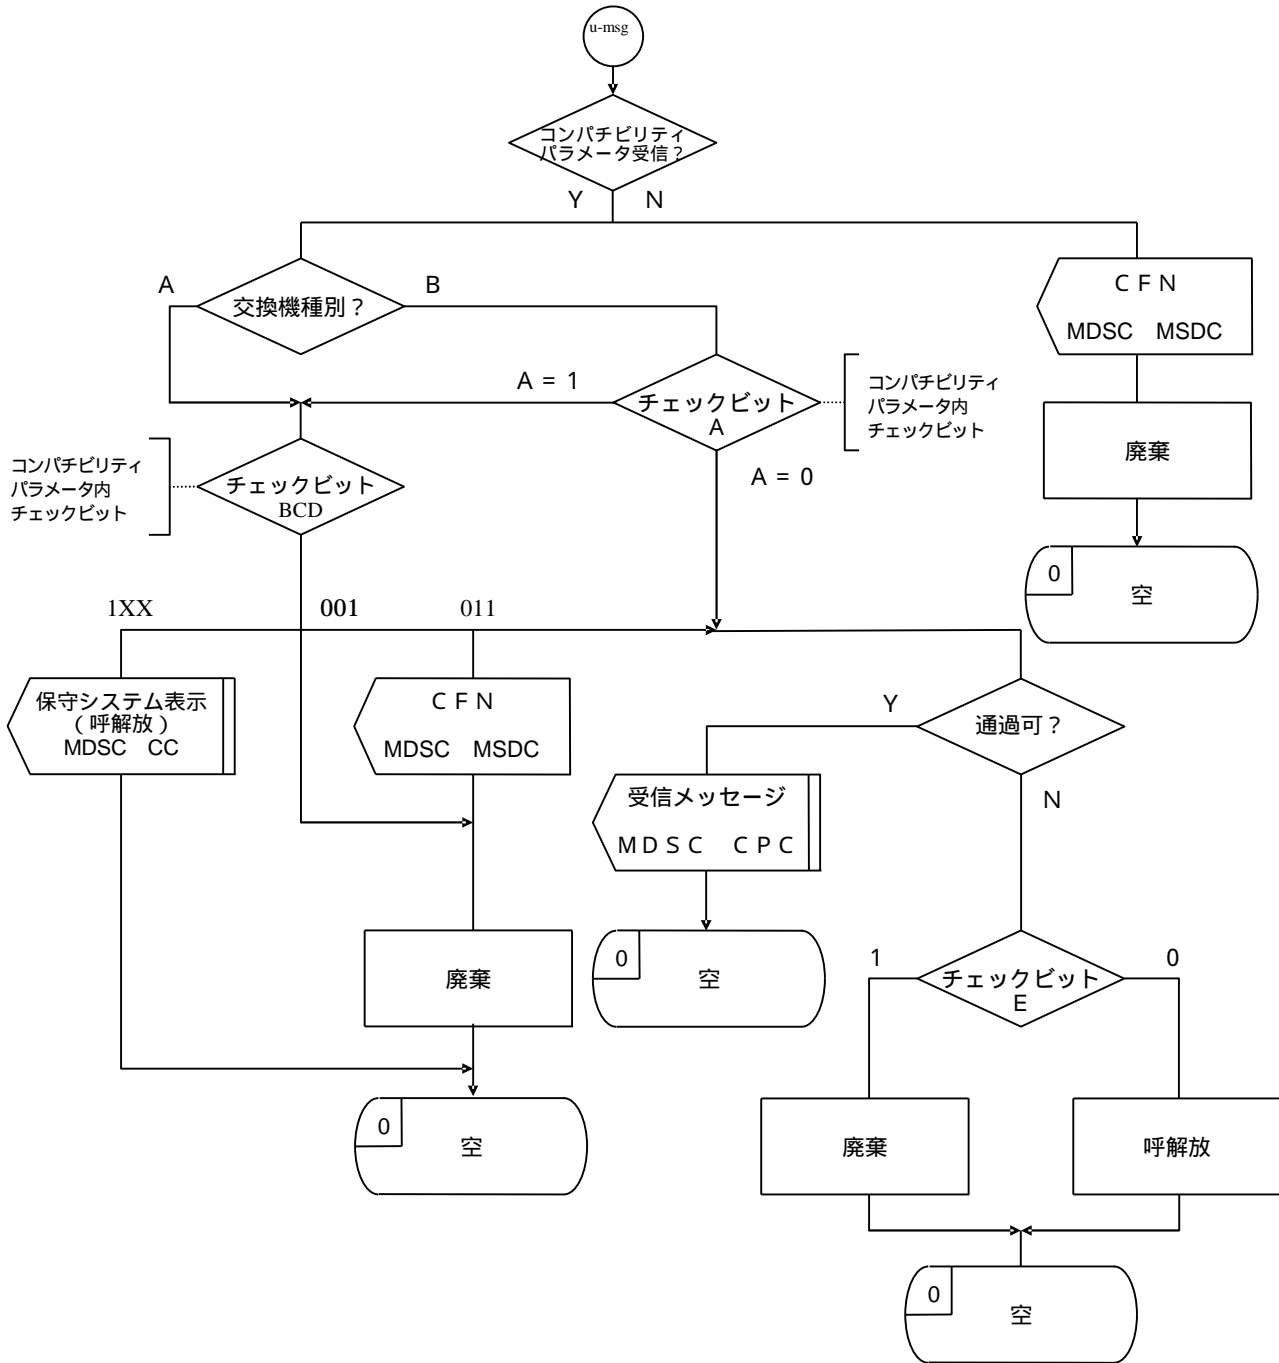 u-msg
コンパチビリティ
パラメータ受信？
Y N
A
交換機種別？
B
CFN
MDSC MSDC
A = 1
チェックビット
A
コンパチビリティ
パラメータ内
チェックビット
廃棄
コンパチビリティ
パラメータ内
チェックビット
チェックビット
BCD
A = 0
0
空
1XX
001
011
保守システム表示
(呼解放)
MDSC CC
CFN
MDSC MSDC
Y
通過可？
N
受信メッセージ
MDSC CPC
廃棄
0
空
1
チェックビット
E
0
0
空
廃棄
呼解放
0
空